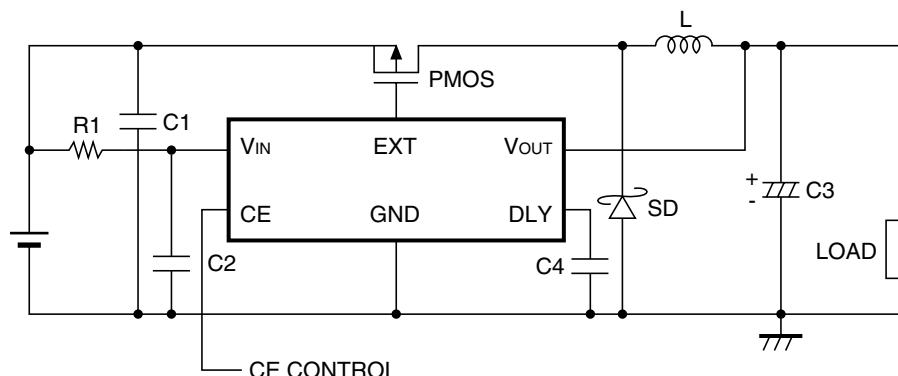 L
PMOS
R1
C1
VIN
EXT
VOUT
+
-
C3
CE
GND
DLY
SD
C2
C4
LOAD
CE CONTROL